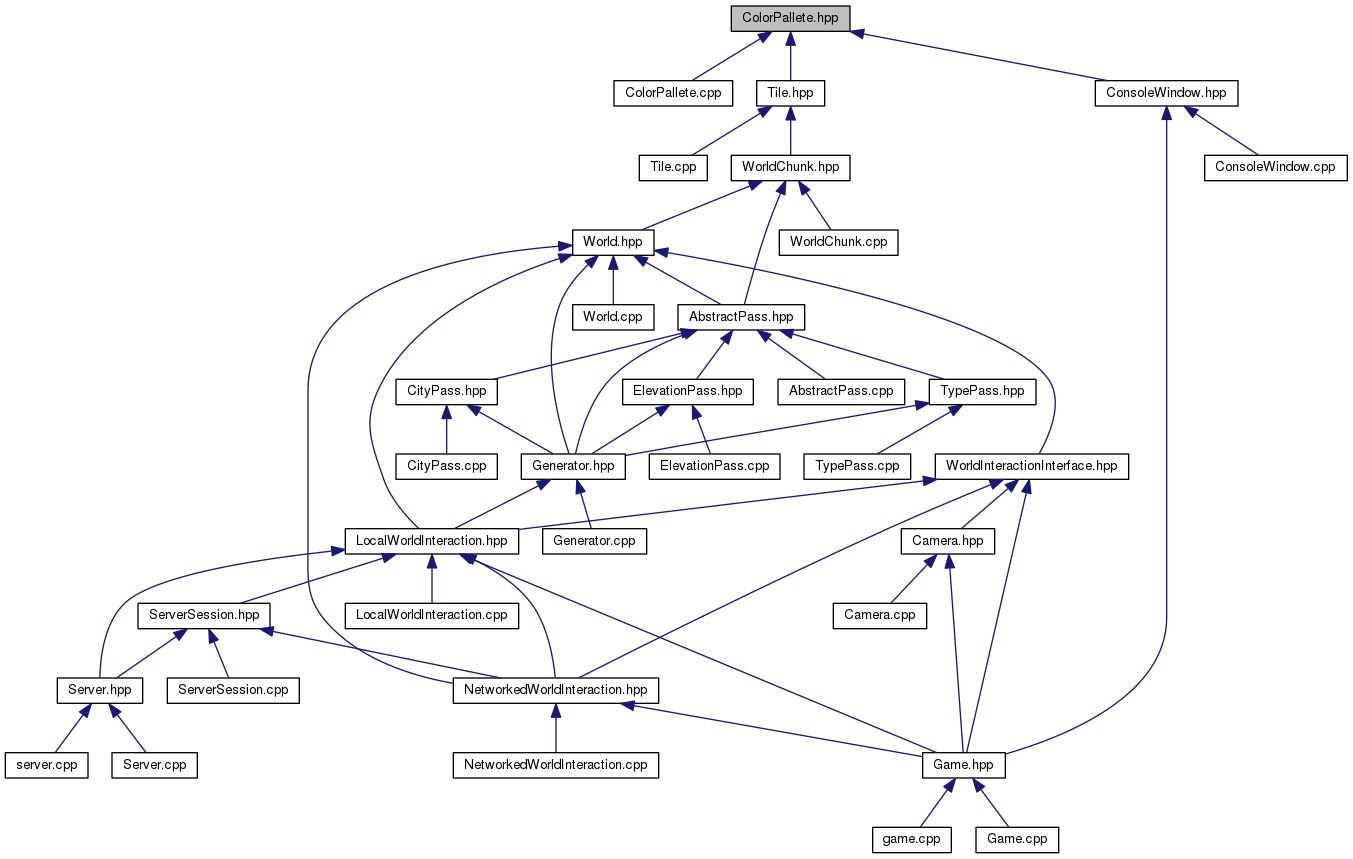 ColorPallete.hpp
ColorPallete.cpp
Tile.hpp
ConsoleWindow.hpp
Tile.cpp
WorldChunk.hpp
ConsoleWindow.cpp
World.hpp
WorldChunk.cpp
World.cpp
AbstractPass.hpp
CityPass.hpp
ElevationPass.hpp
AbstractPass.cpp
TypePass.hpp
CityPass.cpp
Generator.hpp
ElevationPass.cpp
TypePass.cpp
WorldInteractionInterface.hpp
LocalWorldInteraction.hpp
Generator.cpp
Camera.hpp
ServerSession.hpp
LocalWorldInteraction.cpp
Camera.cpp
Server.hpp
ServerSession.cpp
NetworkedWorldInteraction.hpp
server.cpp
Server.cpp
NetworkedWorldInteraction.cpp
Game.hpp
game.cpp
Game.cpp